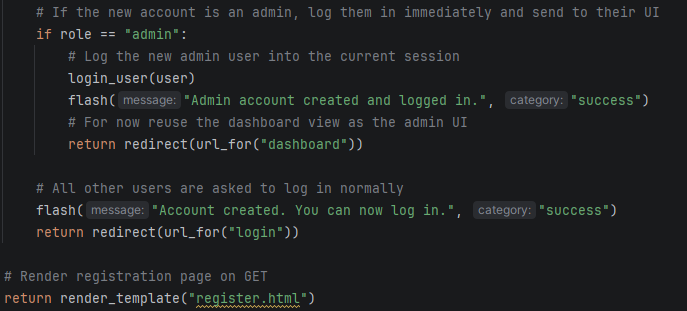 # If the new account is an admin, log them in immediately and send to their UI
if role == "admin":
# Log the new admin user into the current session
login_user(user)
flash( message: "Admin account created and logged in.", category: "success")
# For now reuse the dashboard view as the admin UI
return redirect(url_for("dashboard"))
# All other users are asked to log in normally
flash( message: "Account created. You can now log in.", category: "success")
return redirect(url_for("login"))
# Render registration page on GET
return render_template("register.html")